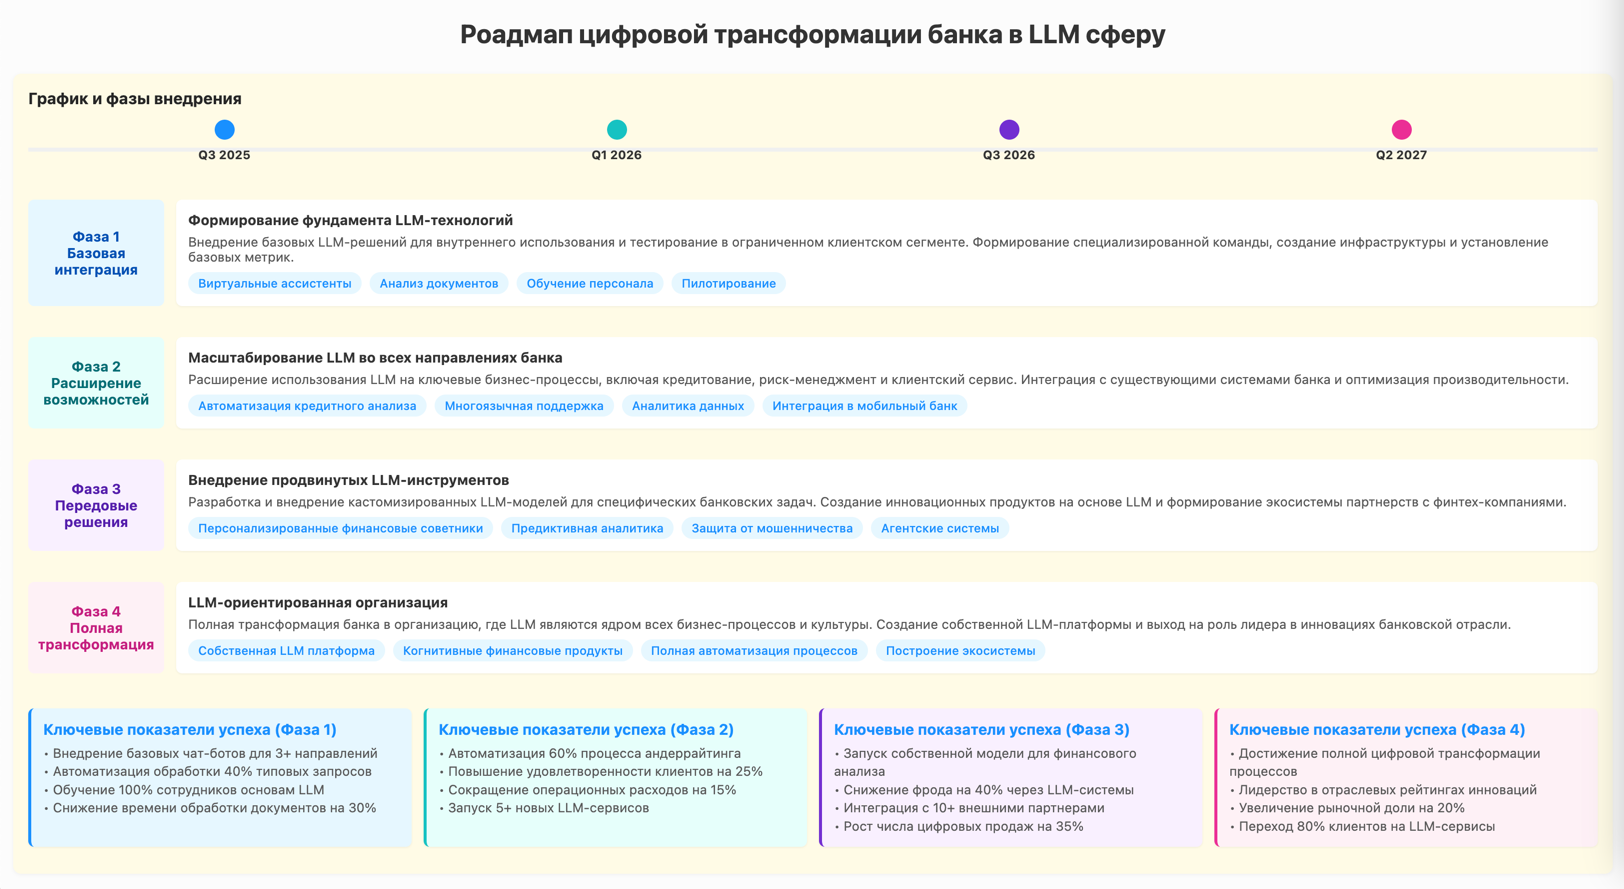 Роадмап цифровой трансформации банка в LLM сферу
График и фазы внедрения
Q3 2025
Q1 2026
Q3 2026
Q2 2027
Фаза 1
Базовая
интеграция
Формирование фундамента LLM-технологий
Внедрение базовых LLM-решений для внутреннего использования и тестирование в ограниченном клиентском сегменте. Формирование специализированной команды, создание инфраструктуры и установление
базовых метрик.
Виртуальные ассистенты
Анализ документов
Обучение персонала
Пилотирование
Фаза 2
Расширение
возможностей
Масштабирование LLM во всех направлениях банка
Расширение использования LLM на ключевые бизнес-процессы, включая кредитование, риск-менеджмент и клиентский сервис. Интеграция с существующими системами банка и оптимизация производительности.
Автоматизация кредитного анализа
Многоязычная поддержка
Аналитика данных
Интеграция в мобильный банк
Фаза 3
Передовые
решения
Внедрение продвинутых LLM-инструментов
Разработка и внедрение кастомизированных LLM-моделей для специфических банковских задач. Создание инновационных продуктов на основе LLM и формирование экосистемы партнерств с финтех-компаниями.
Персонализированные финансовые советники
Предиктивная аналитика
Защита от мошенничества
Агентские системы
Фаза 4
Полная
трансформация
LLM-ориентированная организация
Полная трансформация банка в организацию, где LLM являются ядром всех бизнес-процессов и культуры. Создание собственной LLM-платформы и выход на роль лидера в инновациях банковской отрасли.
Собственная LLM платформа
Когнитивные финансовые продукты
Полная автоматизация процессов
Построение экосистемы
Ключевые показатели успеха (Фаза 1)
• Внедрение базовых чат-ботов для 3+ направлений
• Автоматизация обработки 40% типовых запросов
• Обучение 100% сотрудников основам LLM
• Снижение времени обработки документов на 30%
Ключевые показатели успеха (Фаза 2)
• Автоматизация 60% процесса андеррайтинга
• Повышение удовлетворенности клиентов на 25%
• Сокращение операционных расходов на 15%
• Запуск 5+ новых LLM-сервисов
Ключевые показатели успеха (Фаза 3)
• Запуск собственной модели для финансового
анализа
• Снижение фрода на 40% через LLM-системы
• Интеграция с 10+ внешними партнерами
• Рост числа цифровых продаж на 35%
Ключевые показатели успеха (Фаза 4)
• Достижение полной цифровой трансформации
процессов
• Лидерство в отраслевых рейтингах инноваций
• Увеличение рыночной доли на 20%
• Переход 80% клиентов на LLM-сервисы